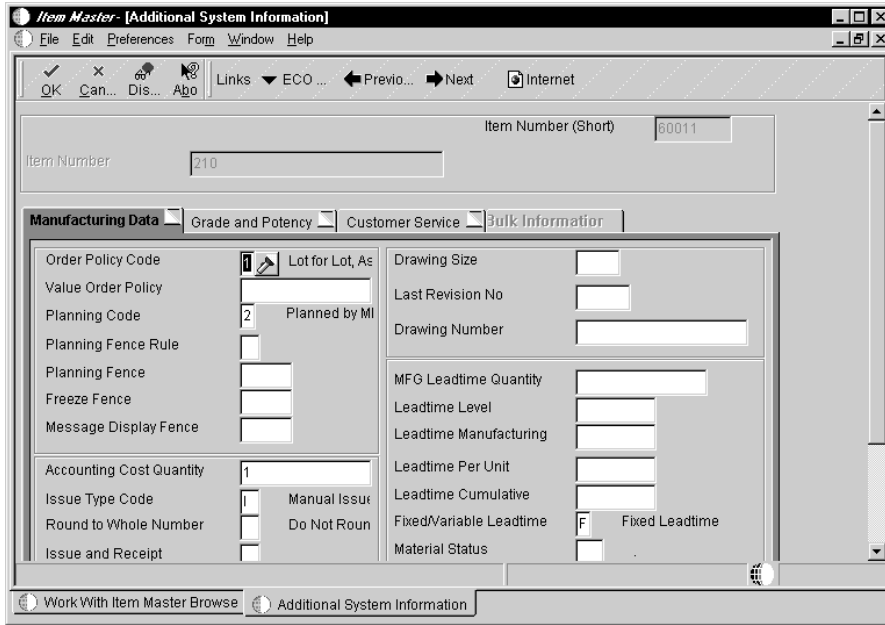 Item Master - [Additional System Information]
File Edit Preferences Form Window Help
OK Can... Dis... Abo Links ECO ... Previo... Next Internet
Item Number (Short) 60011
Item Number 210
Manufacturing Data Grade and Potency Customer Service Bulk Information
Order Policy Code 1 Lot for Lot, As
Value Order Policy
Planning Code 2 Planned by MI
Planning Fence Rule
Planning Fence
Freeze Fence
Message Display Fence
Accounting Cost Quantity 1
Issue Type Code I Manual Issue
Round to Whole Number Do Not Roun
Issue and Receipt
Drawing Size
Last Revision No
Drawing Number
MFG Leadtime Quantity
Leadtime Level
Leadtime Manufacturing
Leadtime Per Unit
Leadtime Cumulative
Fixed/Variable Leadtime F Fixed Leadtime
Material Status .
Work With Item Master Browse Additional System Information